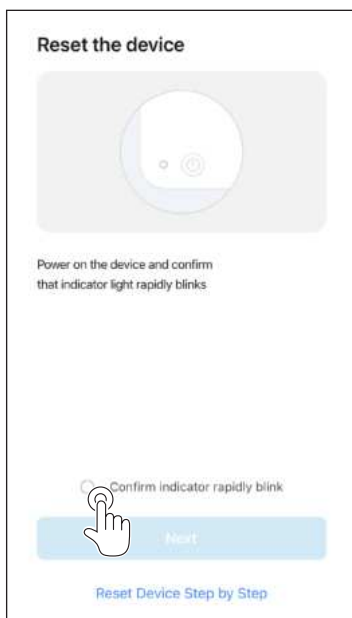 Reset the device
Power on the device and confirm
that indicator light rapidly blinks
Confirm indicator rapidly blink
Next
Reset Device Step by Step